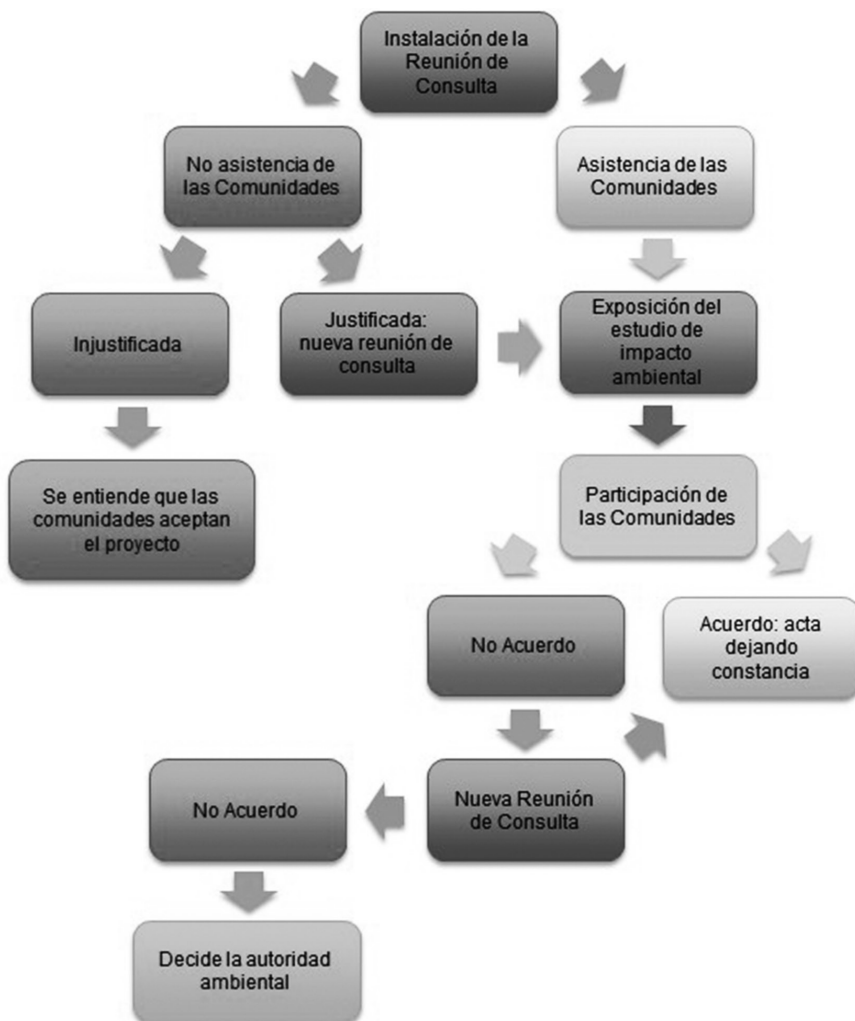 Instalación de la
Reunión de
Consulta
No asistencia de
las Comunidades
Asistencia de las
Comunidades
Injustificada
Justificada:
nueva reunión de
consulta
Exposición del
estudio de
impacto
ambiental
Se entiende que las
comunidades aceptan
el proyecto
Participación de
las Comunidades
No Acuerdo
Acuerdo: acta
dejando
constancia
No Acuerdo
Nueva Reunión
de Consulta
Decide la autoridad
ambiental